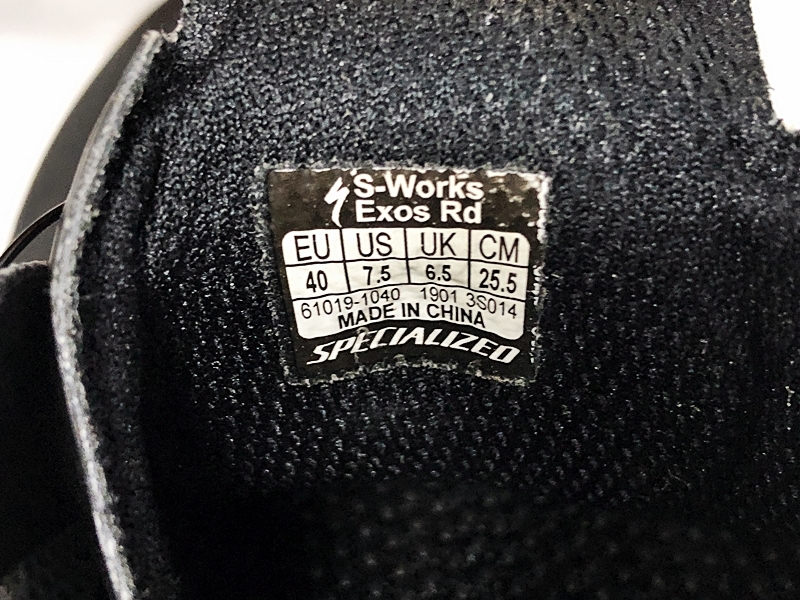 S-Works
Exos Rd
EU US UK CM
40 7.5 6.5 25.5
61019-1040 1901 3S014
MADE IN CHINA
SPECIALIZED